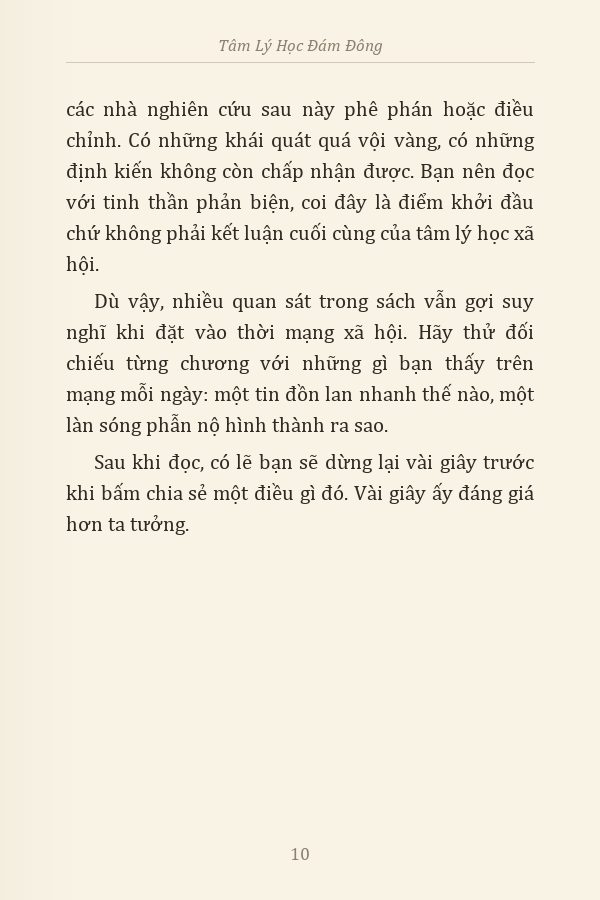 Tâm Lý Học Đám Đông
các nhà nghiên cứu sau này phê phán hoặc điều
chỉnh. Có những khái quát quá vội vàng, có những
định kiến không còn chấp nhận được. Bạn nên đọc
với tinh thần phản biện, coi đây là điểm khởi đầu
chứ không phải kết luận cuối cùng của tâm lý học xã
hội.
Dù vậy, nhiều quan sát trong sách vẫn gợi suy
nghĩ khi đặt vào thời mạng xã hội. Hãy thử đối
chiếu từng chương với những gì bạn thấy trên
mạng mỗi ngày: một tin đồn lan nhanh thế nào, một
làn sóng phẫn nộ hình thành ra sao.
Sau khi đọc, có lẽ bạn sẽ dừng lại vài giây trước
khi bấm chia sẻ một điều gì đó. Vài giây ấy đáng giá
hơn ta tưởng.
10